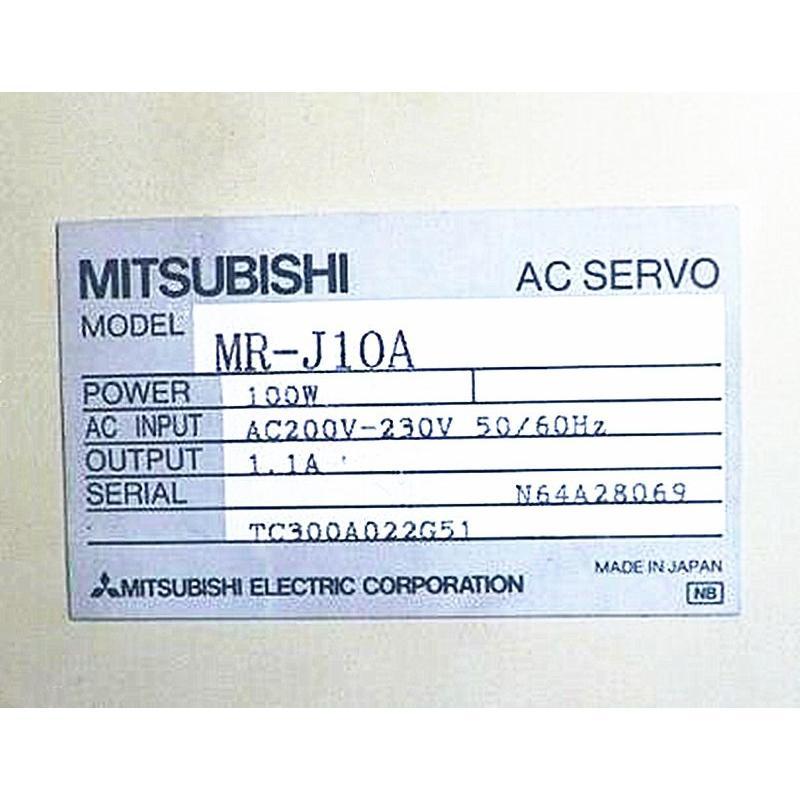 MITSUBISHI AC SERVO
MODEL MR-J10A
POWER 100W
AC INPUT AC200V-230V 50/60Hz
OUTPUT 1.1A
SERIAL N64A28069
TC300A022G51
MITSUBISHI ELECTRIC CORPORATION MADE IN JAPAN
NB